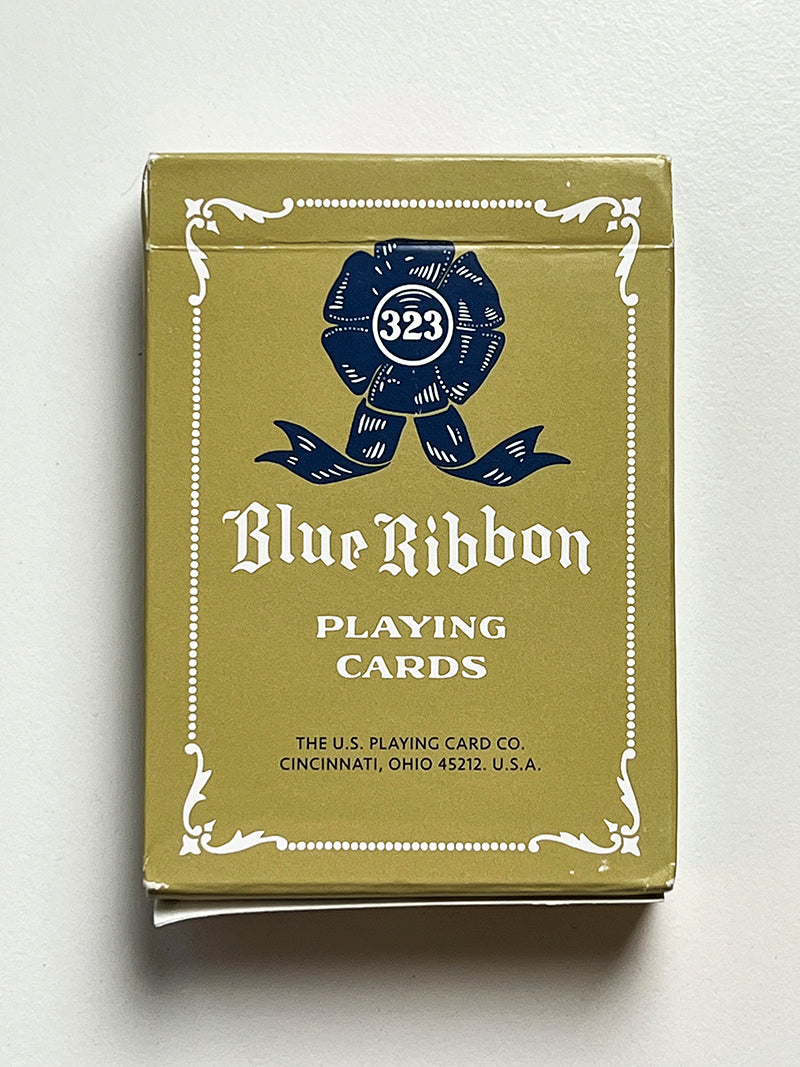 323
Blue Ribbon
PLAYING
CARDS
THE U.S. PLAYING CARD CO.
CINCINNATI, OHIO 45212. U.S.A.